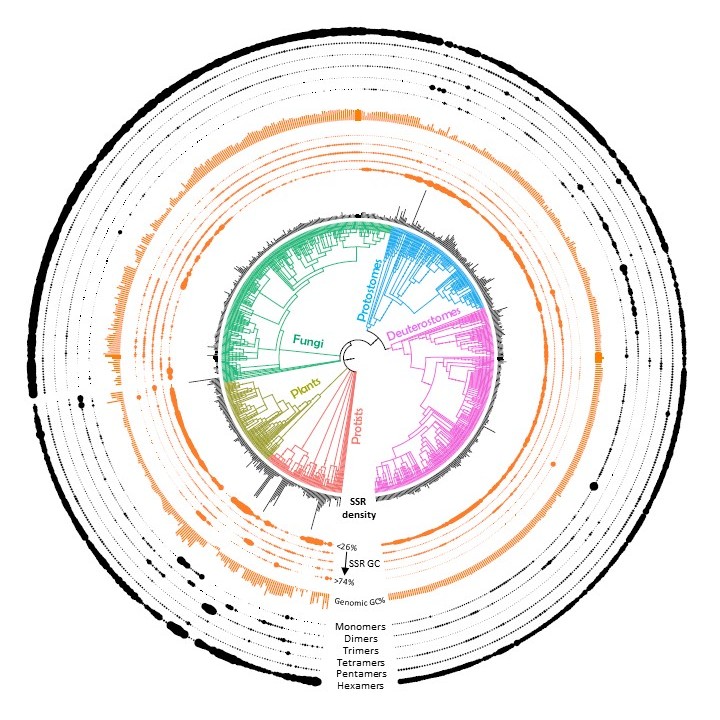 Protostomes
Deuterostomes
Fungi
Plants
Protists
SSR
density
<26%
SSR GC
>74%
Genomic GC%
Monomers
Dimers
Trimers
Tetramers
Pentamers
Hexamers